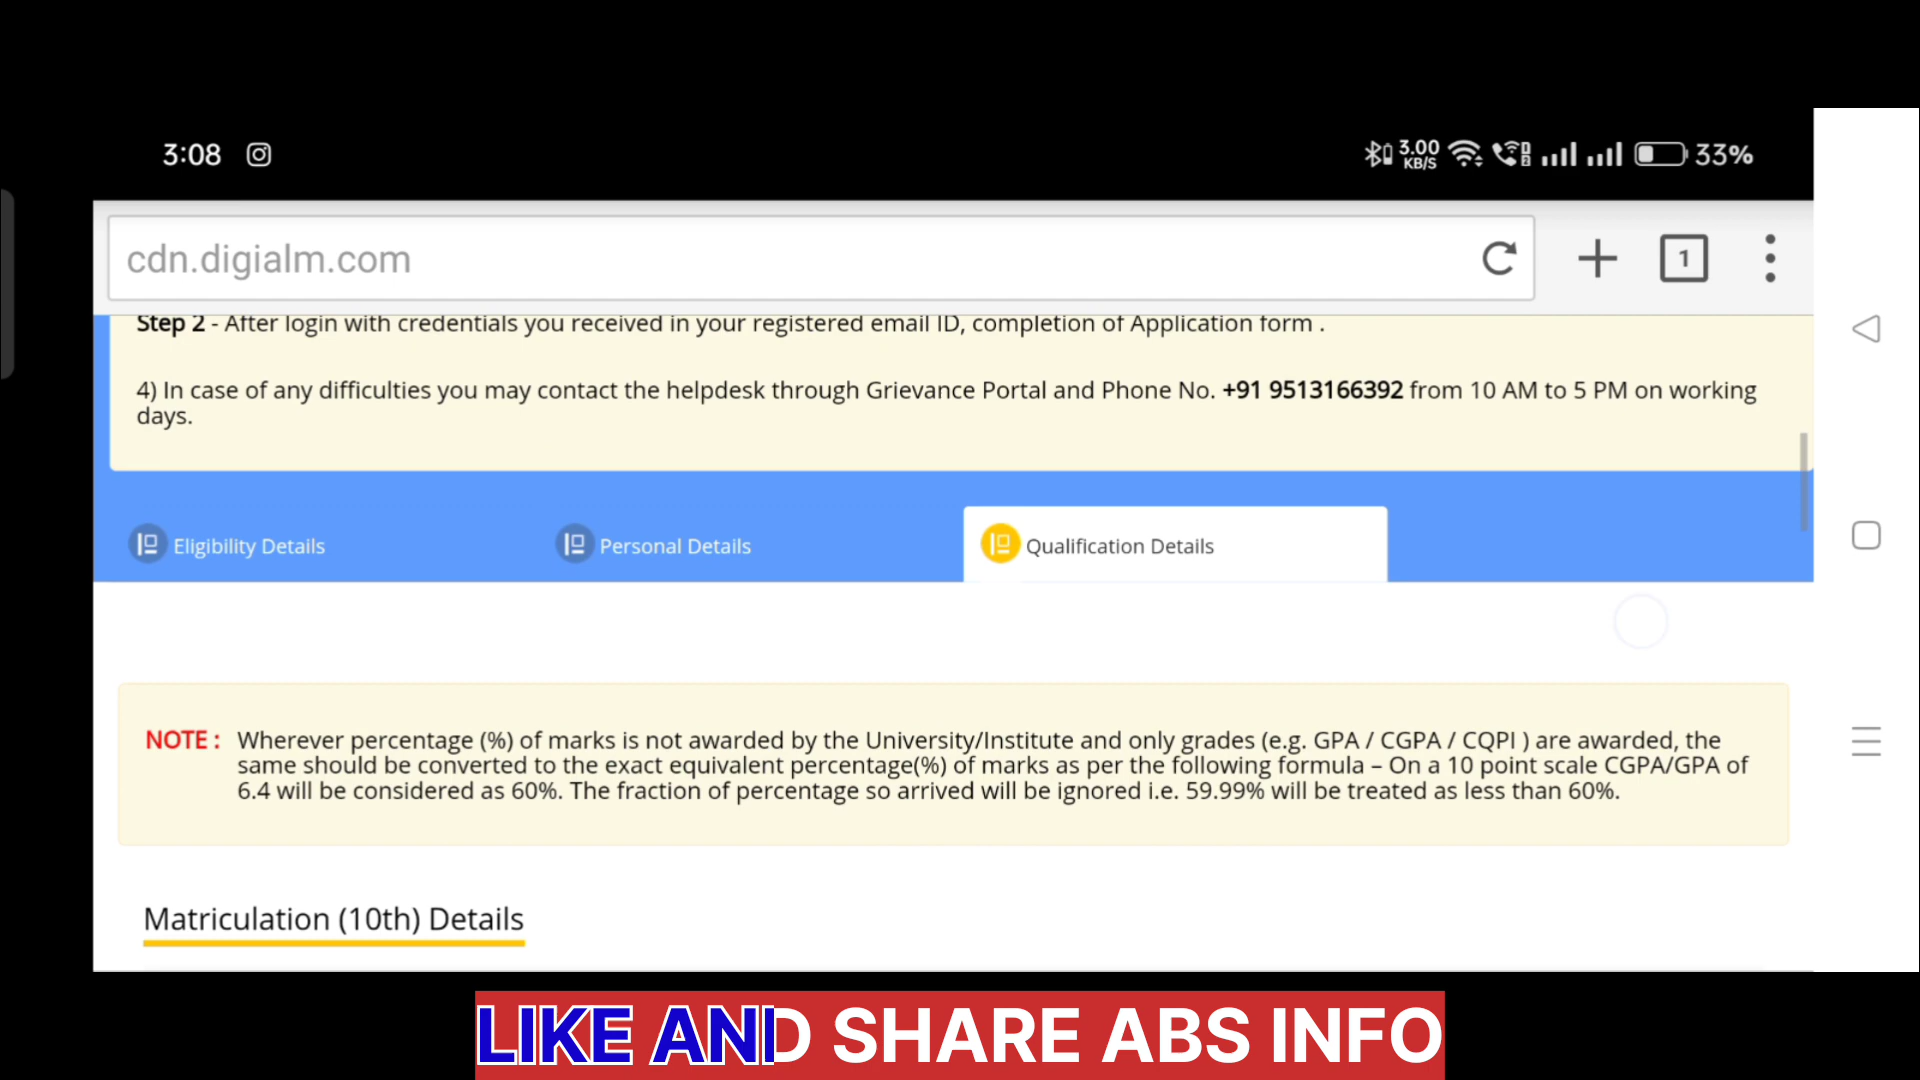 3:08
3.00
KB/S
33%
cdn.digialm.com
1
Step 2 - After login with credentials you received in your registered email ID, completion of Application form .
4) In case of any difficulties you may contact the helpdesk through Grievance Portal and Phone No. +91 9513166392 from 10 AM to 5 PM on working
days.
Eligibility Details
Personal Details
Qualification Details
NOTE : Wherever percentage (%) of marks is not awarded by the University/Institute and only grades (e.g. GPA / CGPA / CQPI ) are awarded, the
same should be converted to the exact equivalent percentage(%) of marks as per the following formula – On a 10 point scale CGPA/GPA of
6.4 will be considered as 60%. The fraction of percentage so arrived will be ignored i.e. 59.99% will be treated as less than 60%.
Matriculation (10th) Details
LIKE AND SHARE ABS INFO